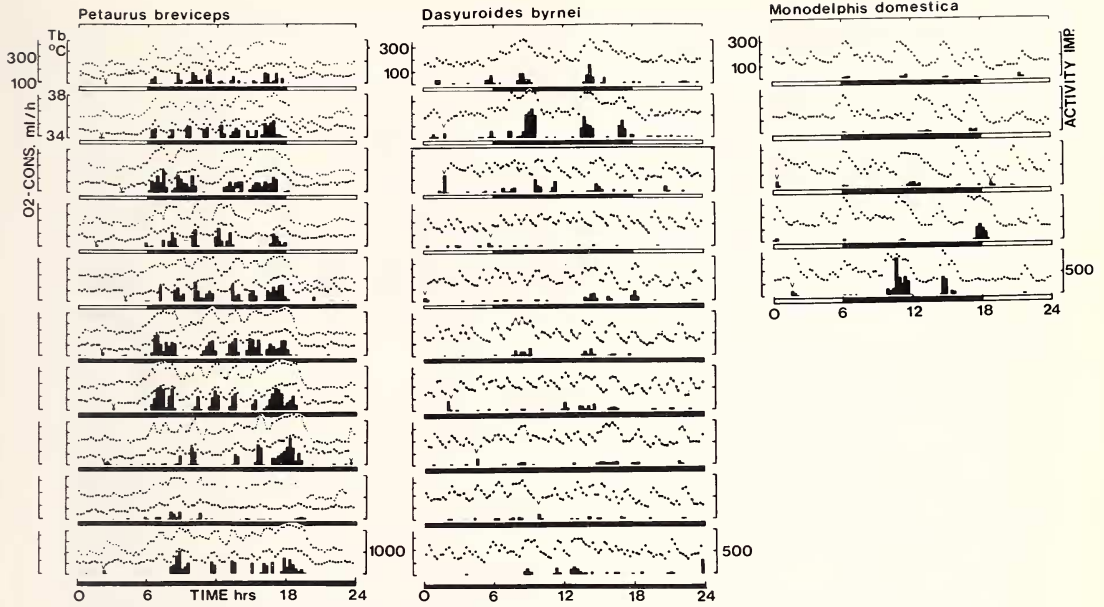 Petaurus breviceps
Dasyuroides byrnei
Monodelphis domestica
Tb
°C
300
100
38
34
O2-CONS. ml/h
300
100
300
100
ACTIVITY IMP.
500
0 6 12 18 24
1000
500
0 6 TIME hrs 18 24
0 6 12 18 24